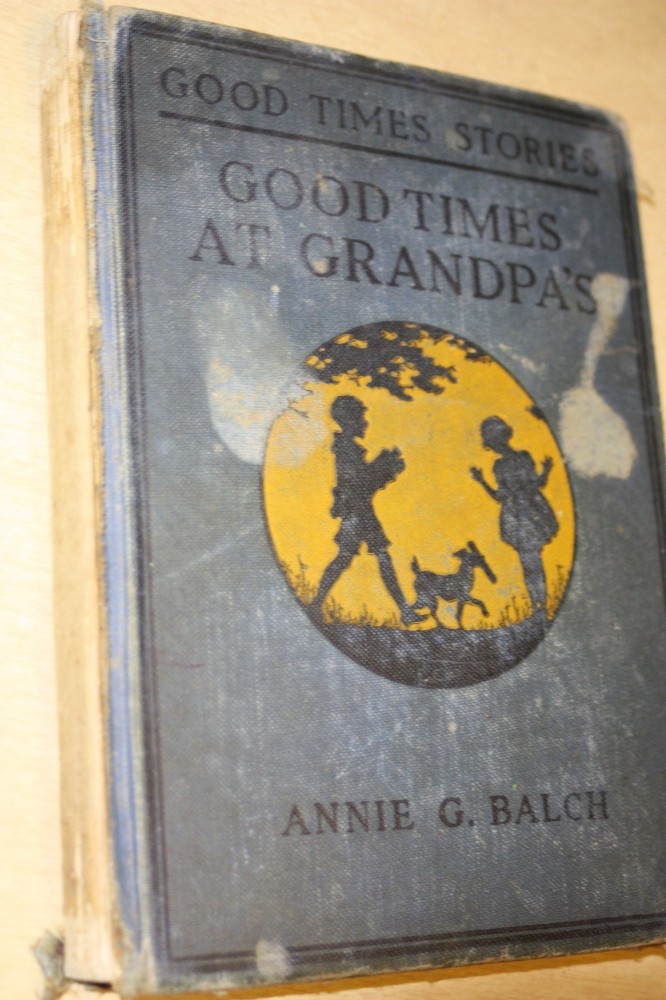 GOOD TIMES STORIES
GOOD TIMES
AT GRANDPA'S
ANNIE G. BALCH